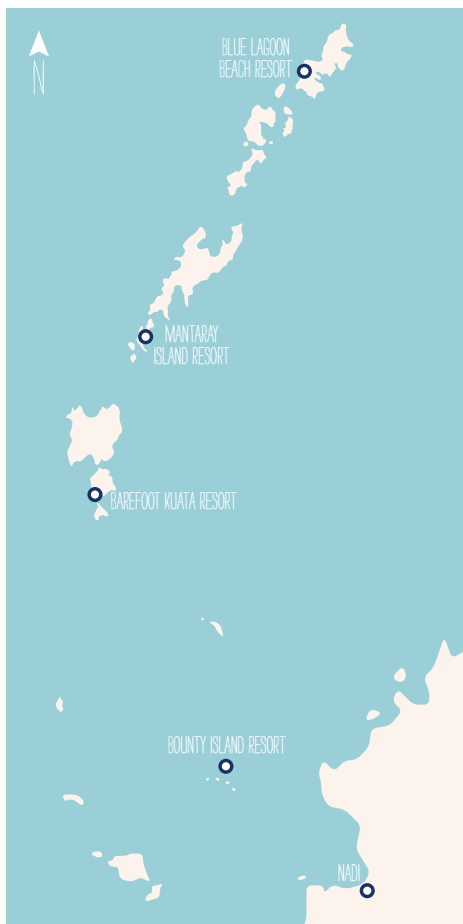 BLUE LAGOON
BEACH RESORT
N
MANTARAY
ISLAND RESORT
BAREFOOT KUATA RESORT
BOUNTY ISLAND RESORT
NADI